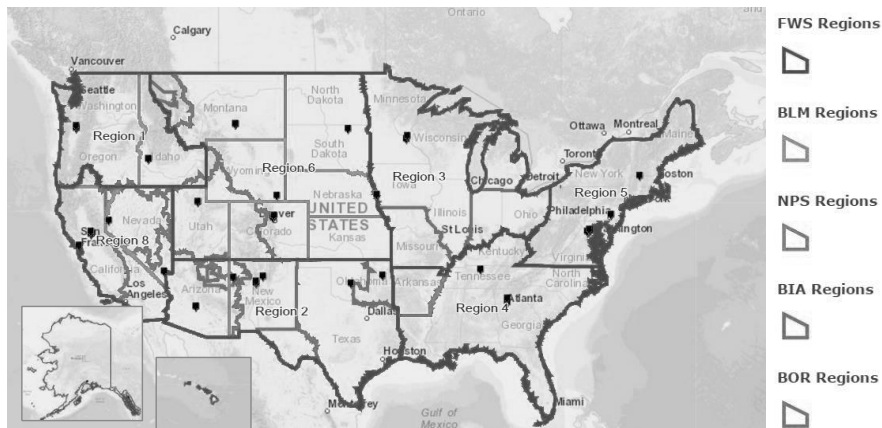 Ontario
FWS Regions
Calgary
Vancouver
Seattle
Washington
Montana
North
Dakota
Minnesota
BLM Regions
Ottawa
Montreal
Maine
Region 1
Wisconsin
Toronto
Oregon
Idaho
South
Dakota
Region 6
Wyoming
Region 3
Chicago
Detroit
New York
Boston
Region 5
NPS Regions
Iowa
Nebraska
UNITED
STATES
Illinois
Ohio
Philadelphia
Nevada
Utah
Colorado
Kansas
Missouri
St Louis
Region 8
California
Kentucky
Virginia
Los
Angeles
Arizona
New
Mexico
Region 2
Arkansas
Tennessee
North
Carolina
BIA Regions
Dallas
Region 4
Atlanta
Georgia
Texas
Houston
Miami
BOR Regions
Gulf of
Mexico